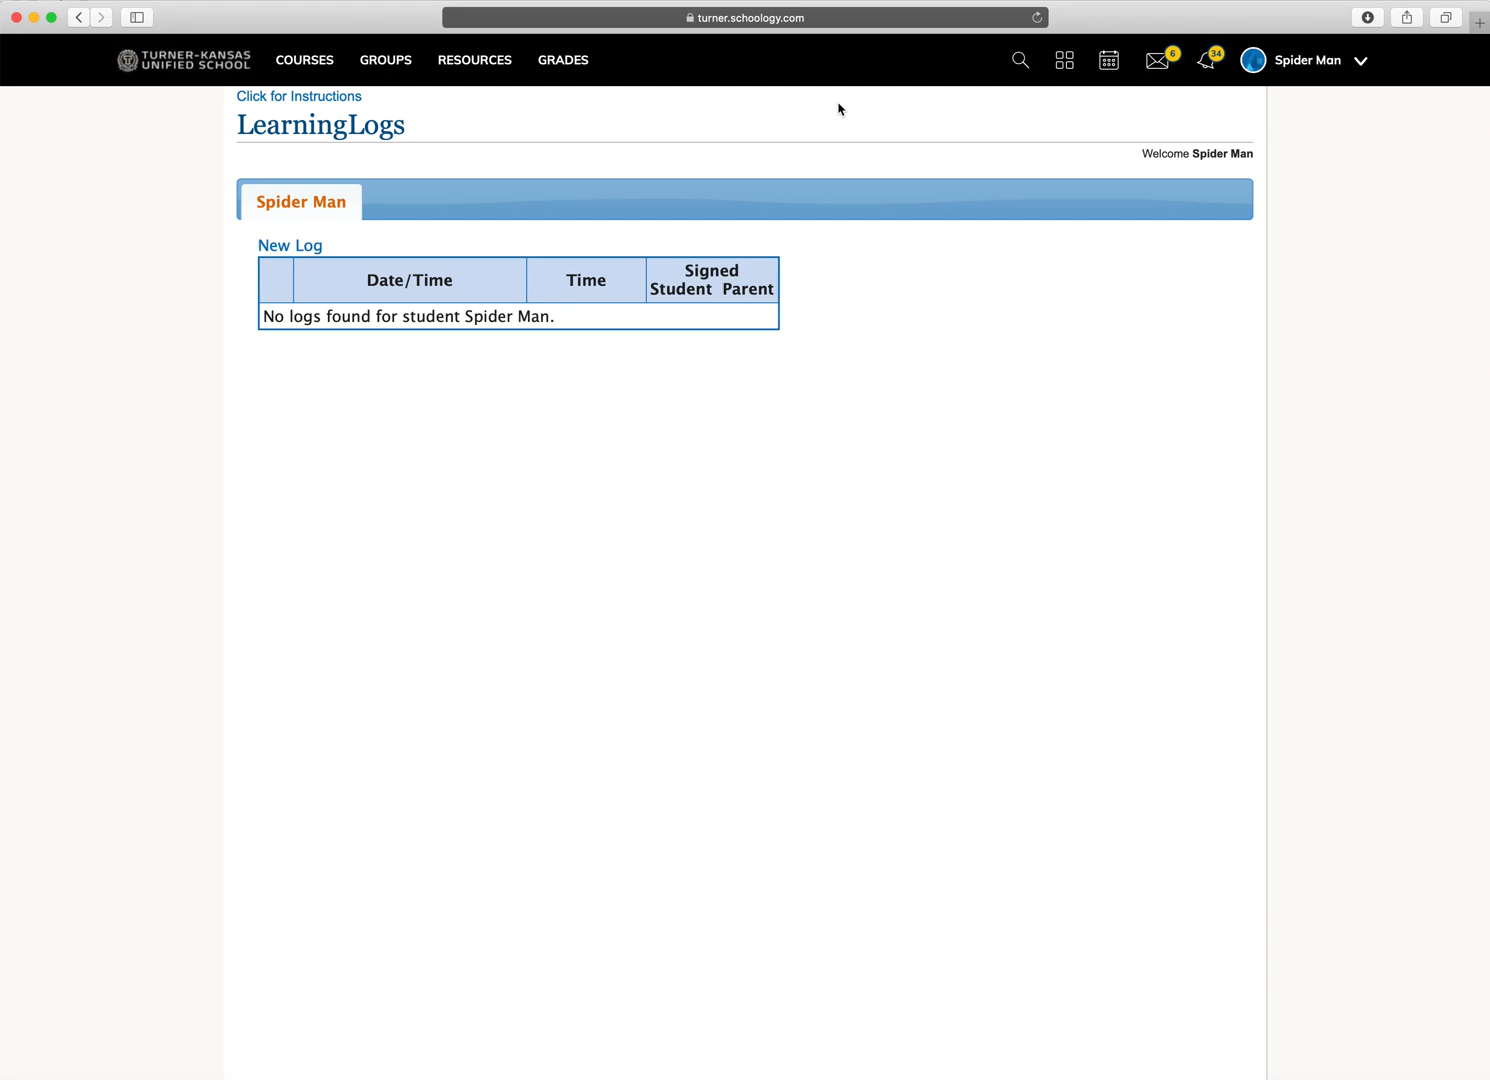 turner.schoology.com
TURNER-KANSAS
UNIFIED SCHOOL
COURSES
GROUPS
RESOURCES
GRADES
6
34
Spider Man
Click for Instructions
LearningLogs
Welcome Spider Man
Spider Man
New Log
Date/Time
Time
Signed
Student Parent
No logs found for student Spider Man.